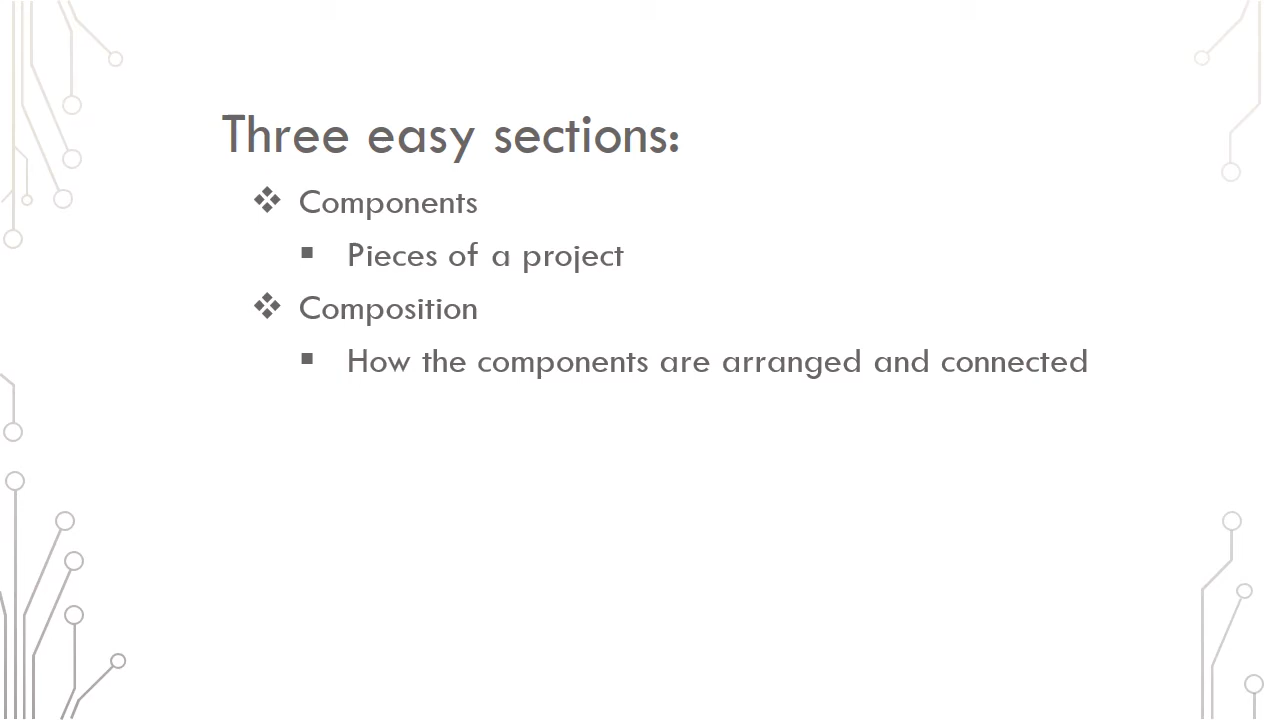 Three easy sections:
❖ Components
▪ Pieces of a project
❖ Composition
▪ How the components are arranged and connected